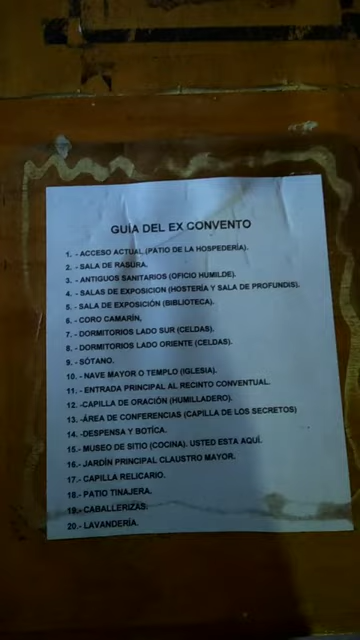 GUIA DEL EX CONVENTO
1. - ACCESO ACTUAL (PATIO DE LA HOSPEDERÍA).
2. - SALA DE RASURA.
3. - ANTIGUOS SANITARIOS (OFICIO HUMILDE).
4. - SALAS DE EXPOSICION (HOSTERÍA Y SALA DE PROFUNDIS).
5. - SALA DE EXPOSICIÓN (BIBLIOTECA).
6. - CORO CAMARÍN,
7.- DORMITORIOS LADO SUR (CELDAS).
8. - DORMITORIOS LADO ORIENTE (CELDAS).
9. - SÓTANO.
10. - NAVE MAYOR O TEMPLO (IGLESIA).
11. - ENTRADA PRINCIPAL AL RECINTO CONVENTUAL.
12. -CAPILLA DE ORACIÓN (HUMILLADERO).
13. -ÁREA DE CONFERENCIAS (CAPILLA DE LOS SECRETOS)
14. -DESPENSA Y BOTÍCA.
15.- MUSEO DE SITIO (COCINA). USTED ESTA AQUÍ.
16.- JARDÍN PRINCIPAL CLAUSTRO MAYOR.
17.- CAPILLA RELICARIO.
18.- PATIO TINAJERA.
19.- CABALLERIZAS.
20.- LAVANDERÍA.